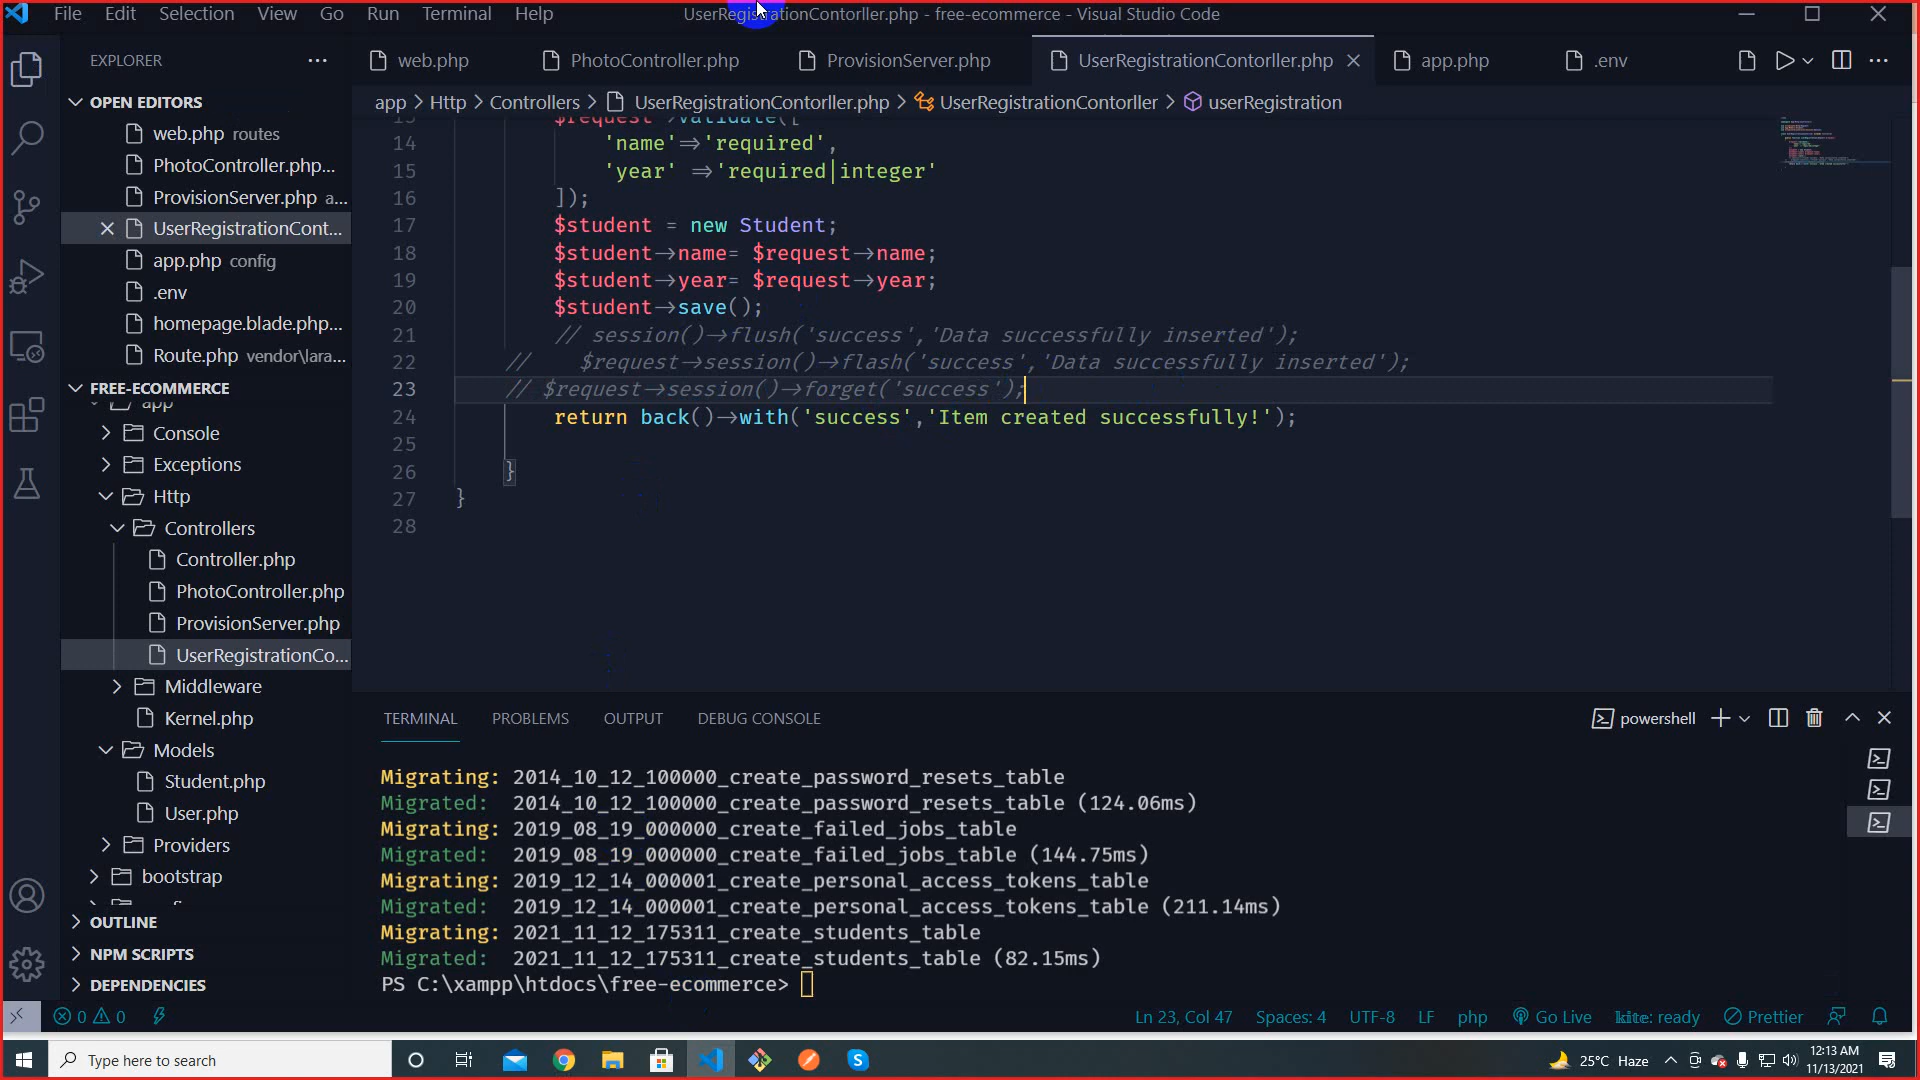 File Edit Selection View Go Run Terminal Help
UserRegistrationContorller.php - free-ecommerce - Visual Studio Code
EXPLORER
web.php PhotoController.php ProvisionServer.php UserRegistrationContorller.php app.php .env
app > Http > Controllers > UserRegistrationContorller.php > UserRegistrationContorller > userRegistration
OPEN EDITORS
web.php routes
PhotoController.php...
ProvisionServer.php a...
UserRegistrationCont...
app.php config
.env
homepage.blade.php...
Route.php vendor\lara...
FREE-ECOMMERCE
app
Console
Exceptions
Http
Controllers
Controller.php
PhotoController.php
ProvisionServer.php
UserRegistrationCo...
Middleware
Kernel.php
Models
Student.php
User.php
Providers
bootstrap
OUTLINE
NPM SCRIPTS
DEPENDENCIES
13 $request->validate([
14 'name'=>'required',
15 'year' =>'required|integer'
16 ]);
17 $student = new Student;
18 $student->name= $request->name;
19 $student->year= $request->year;
20 $student->save();
21 // session()->flush('success','Data successfully inserted');
22 // $request->session()->flash('success','Data successfully inserted');
23 // $request->session()->forget('success');
24 return back()->with('success','Item created successfully!');
25
26 }
27 }
28
TERMINAL PROBLEMS OUTPUT DEBUG CONSOLE
powershell
Migrating: 2014_10_12_100000_create_password_resets_table
Migrated: 2014_10_12_100000_create_password_resets_table (124.06ms)
Migrating: 2019_08_19_000000_create_failed_jobs_table
Migrated: 2019_08_19_000000_create_failed_jobs_table (144.75ms)
Migrating: 2019_12_14_000001_create_personal_access_tokens_table
Migrated: 2019_12_14_000001_create_personal_access_tokens_table (211.14ms)
Migrating: 2021_11_12_175311_create_students_table
Migrated: 2021_11_12_175311_create_students_table (82.15ms)
PS C:\xampp\htdocs\free-ecommerce>
0 0
Ln 23, Col 47 Spaces: 4 UTF-8 LF php Go Live kite: ready Prettier
Type here to search
25°C Haze
12:13 AM
11/13/2021